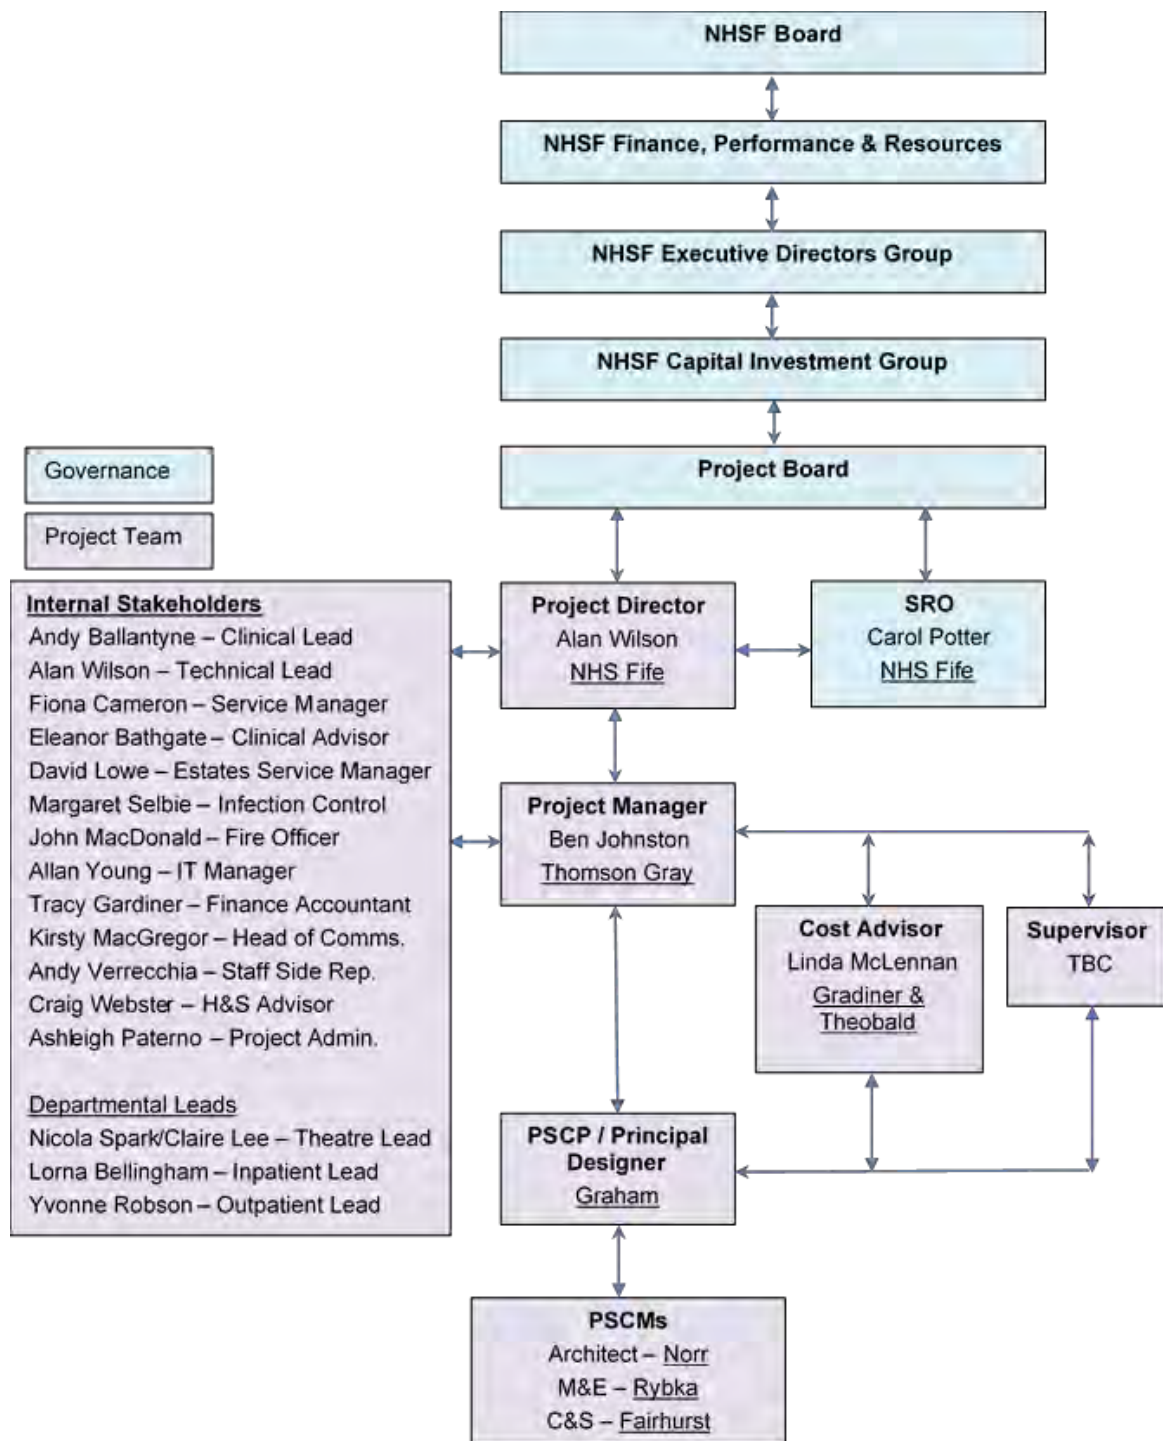 NHSF Board
NHSF Finance, Performance & Resources
NHSF Executive Directors Group
NHSF Capital Investment Group
Project Board
Governance
Project Team
Internal Stakeholders
Andy Ballantyne – Clinical Lead
Alan Wilson – Technical Lead
Fiona Cameron – Service Manager
Eleanor Bathgate – Clinical Advisor
David Lowe – Estates Service Manager
Margaret Selbie – Infection Control
John MacDonald – Fire Officer
Allan Young – IT Manager
Tracy Gardiner – Finance Accountant
Kirsty MacGregor – Head of Comms.
Andy Verrecchia – Staff Side Rep.
Craig Webster – H&S Advisor
Ashleigh Paterno – Project Admin.
Departmental Leads
Nicola Spark/Claire Lee – Theatre Lead
Lorna Bellingham – Inpatient Lead
Yvonne Robson – Outpatient Lead
Project Director
Alan Wilson
NHS Fife
SRO
Carol Potter
NHS Fife
Project Manager
Ben Johnston
Thomson Gray
Cost Advisor
Linda McLennan
Gradiner &
Theobald
Supervisor
TBC
PSCP / Principal
Designer
Graham
PSCMs
Architect – Norr
M&E – Rybka
C&S – Fairhurst